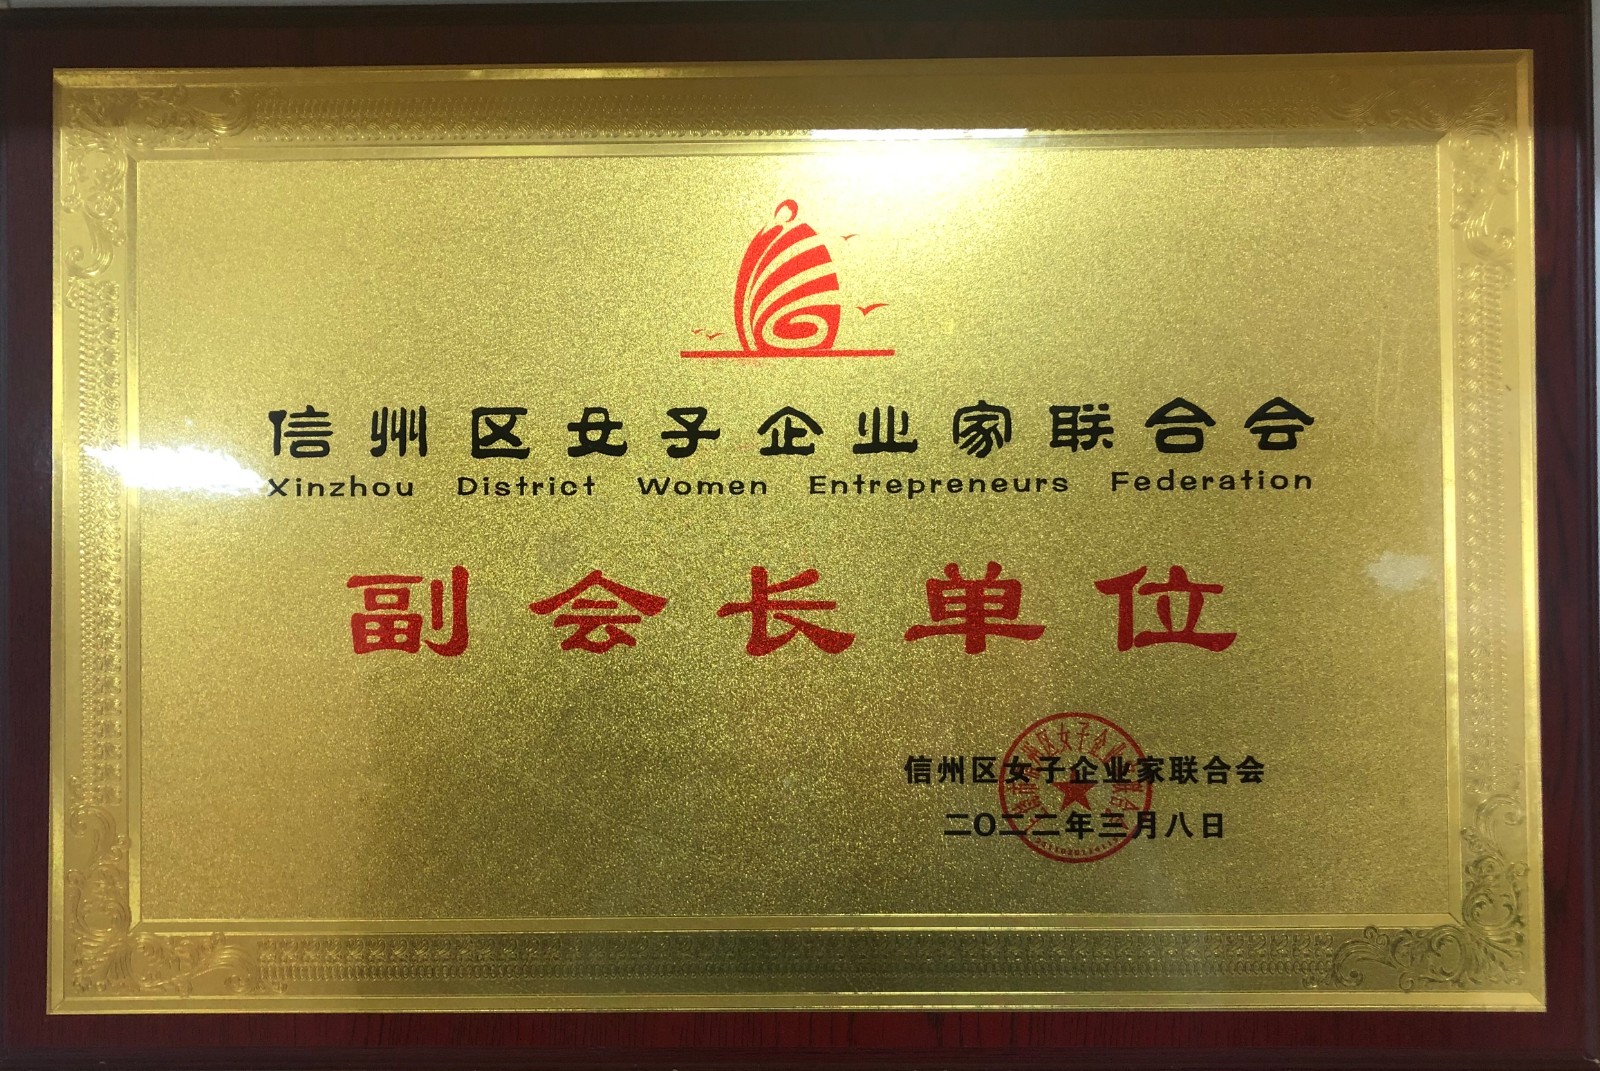 信州区女子企业家联合会
Xinzhou District Women Entrepreneurs Federation
副会长单位
信州区女子企业家联合会
二〇二二年三月八日